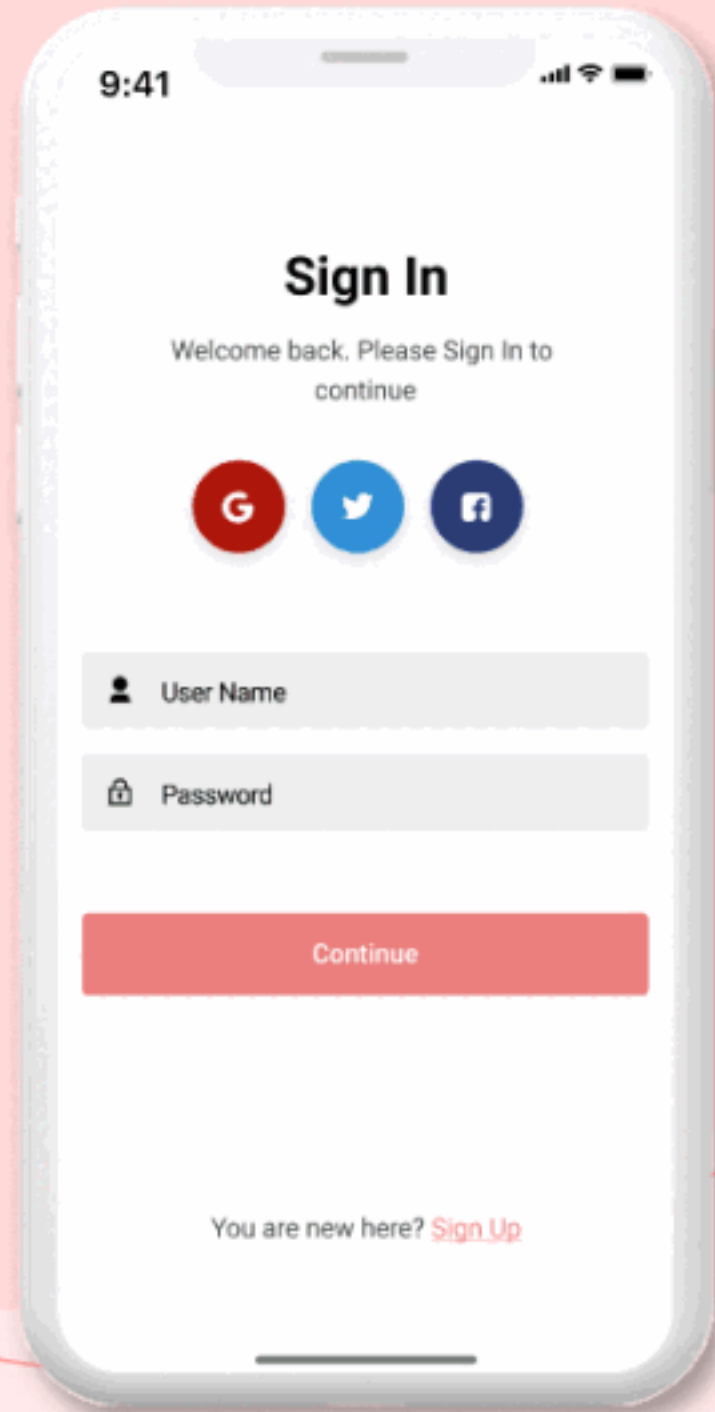 9:41
Sign In
Welcome back. Please Sign In to
continue
User Name
Password
Continue
You are new here? Sign Up